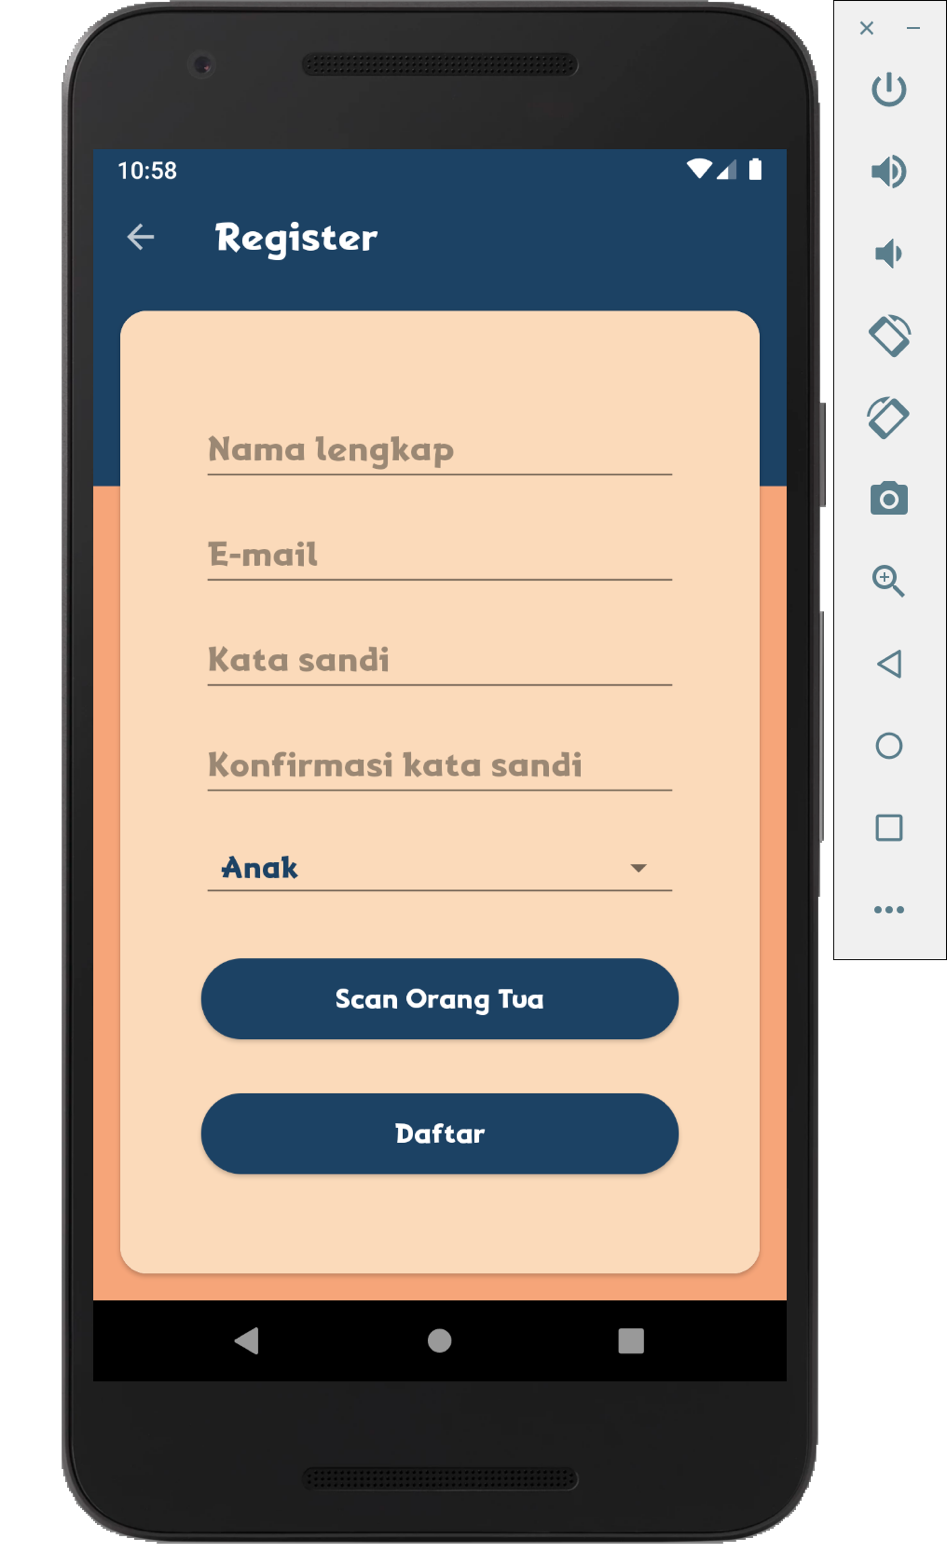 10:58
Register
Nama lengkap
E-mail
Kata sandi
Konfirmasi kata sandi
Anak
Scan Orang Tua
Daftar